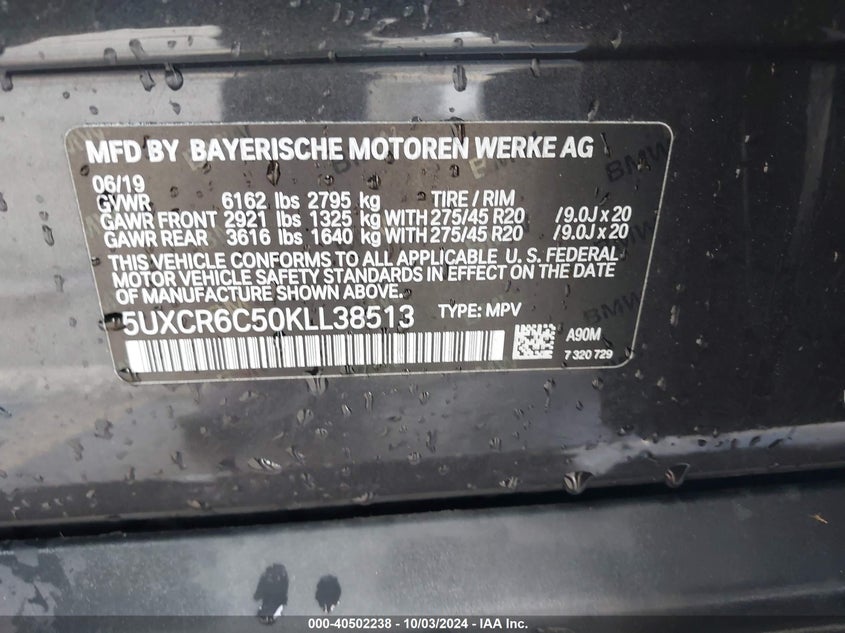 MFD BY BAYERISCHE MOTOREN WERKE AG
06/19
GVWR 6162 lbs 2795 kg TIRE / RIM
GAWR FRONT 2921 lbs 1325 kg WITH 275/45 R20 /9.0J x 20
GAWR REAR 3616 lbs 1640 kg WITH 275/45 R20 /9.0J x 20
THIS VEHICLE CONFORMS TO ALL APPLICABLE U. S. FEDERAL
MOTOR VEHICLE SAFETY STANDARDS IN EFFECT ON THE DATE
OF MANUFACTURE SHOWN ABOVE.
5UXCR6C50KLL38513 TYPE: MPV
A90M
7 320 729
000-40502238 - 10/03/2024 - IAA Inc.